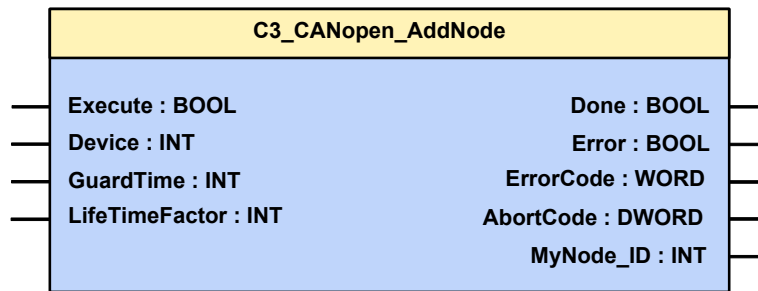 C3_CANopen_AddNode
Execute : BOOL Done : BOOL
Device : INT Error : BOOL
GuardTime : INT ErrorCode : WORD
LifeTimeFactor : INT AbortCode : DWORD
MyNode_ID : INT